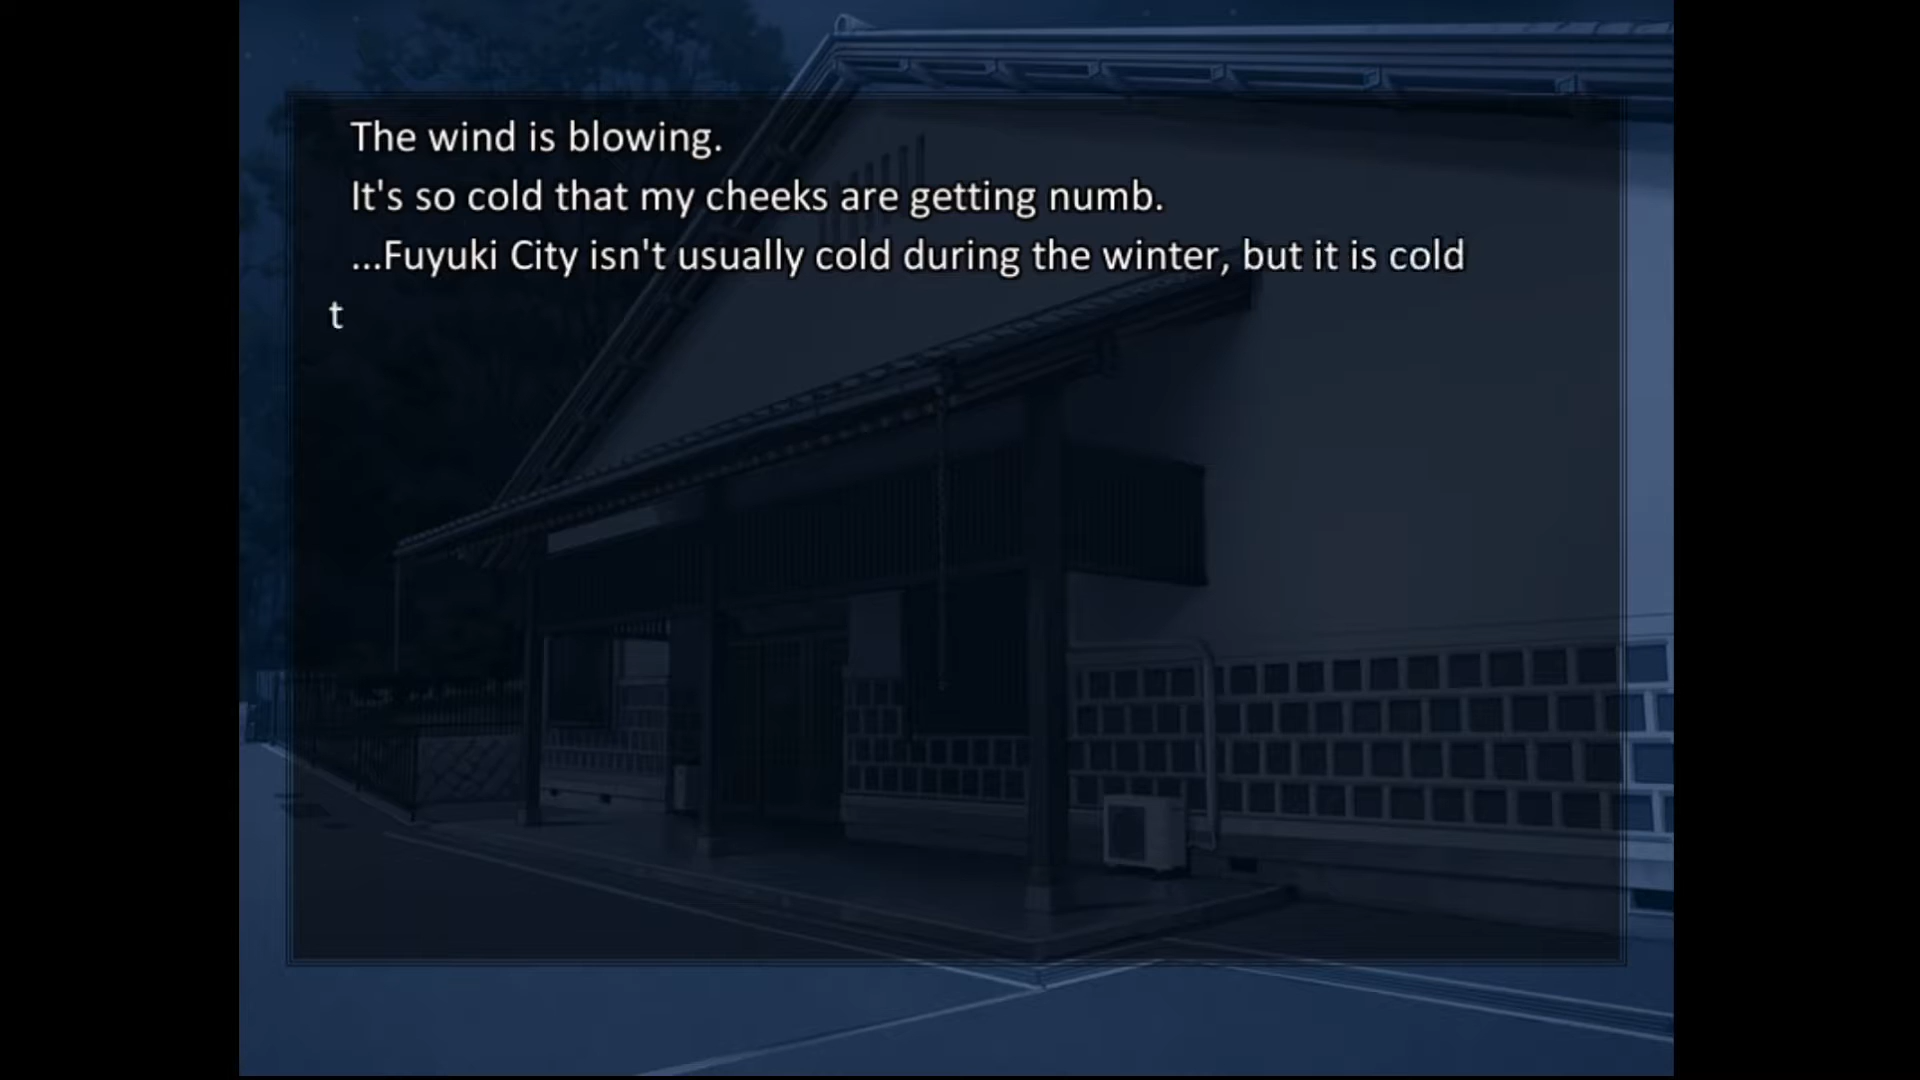 The wind is blowing.
It's so cold that my cheeks are getting numb.
...Fuyuki City isn't usually cold during the winter, but it is cold
t